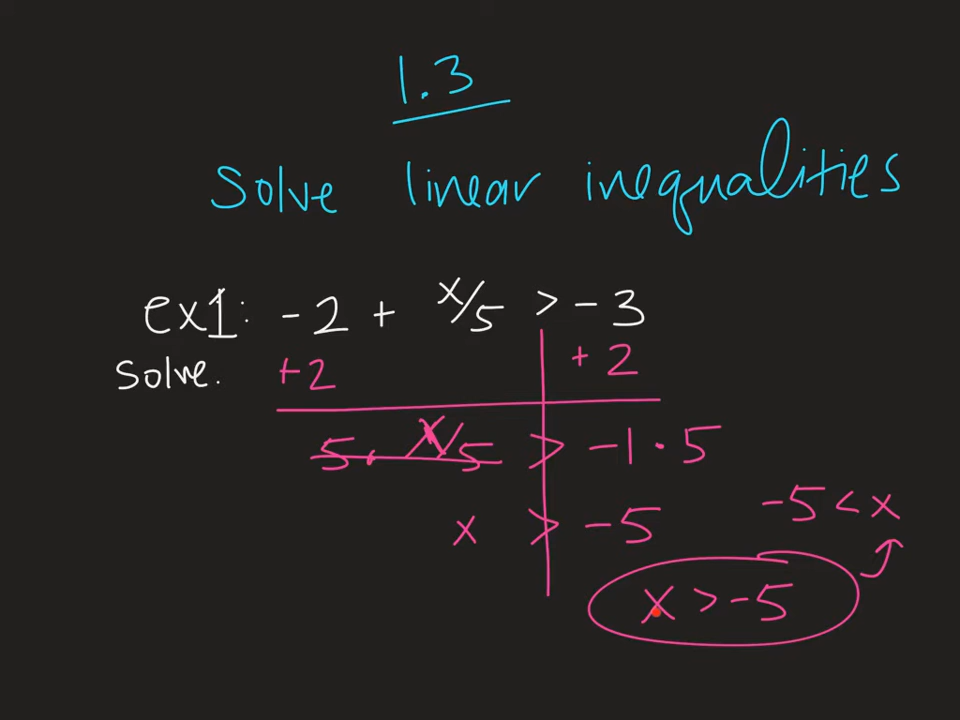 1.3
Solve linear inequalities
ex1: -2 + x/5 > -3
Solve. +2 + 2
5 · x/5 > -1 · 5
x > -5
-5 < x
x > -5